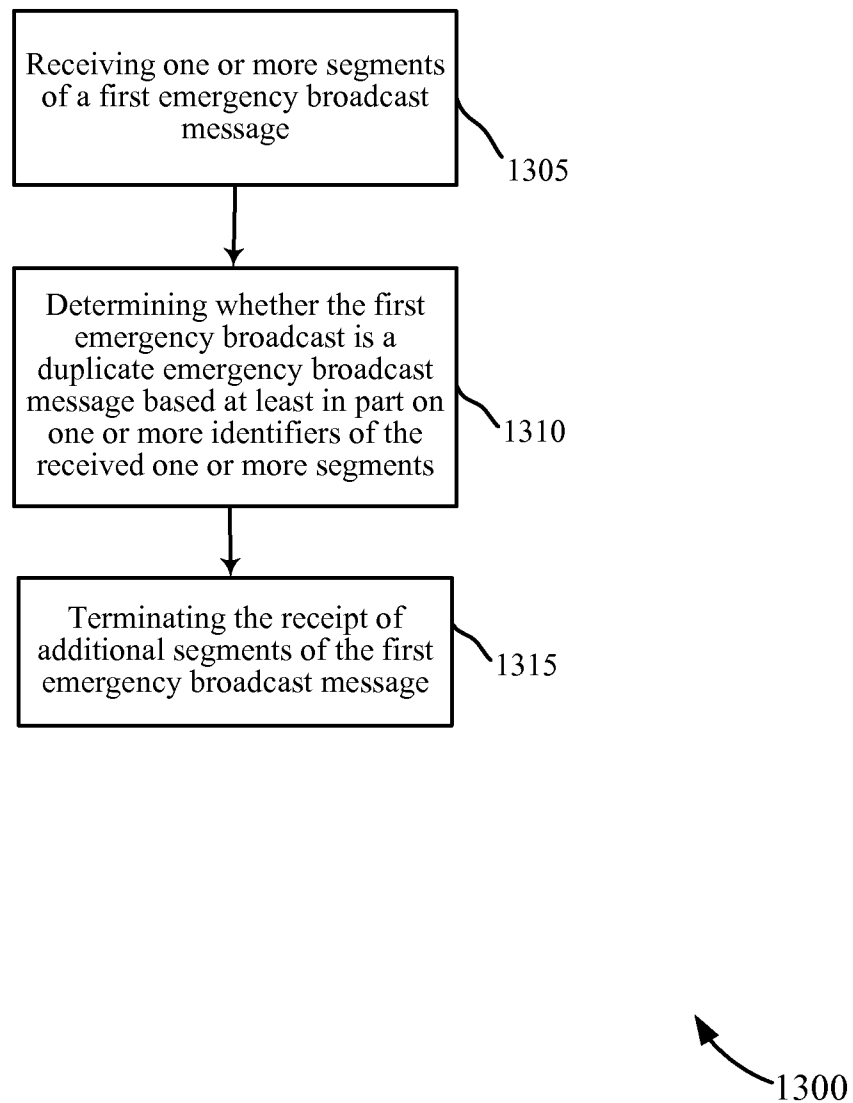 Receiving one or more segments
of a first emergency broadcast
message
1305
Determining whether the first
emergency broadcast is a
duplicate emergency broadcast
message based at least in part on
one or more identifiers of the
received one or more segments
1310
Terminating the receipt of
additional segments of the first
emergency broadcast message
1315
1300